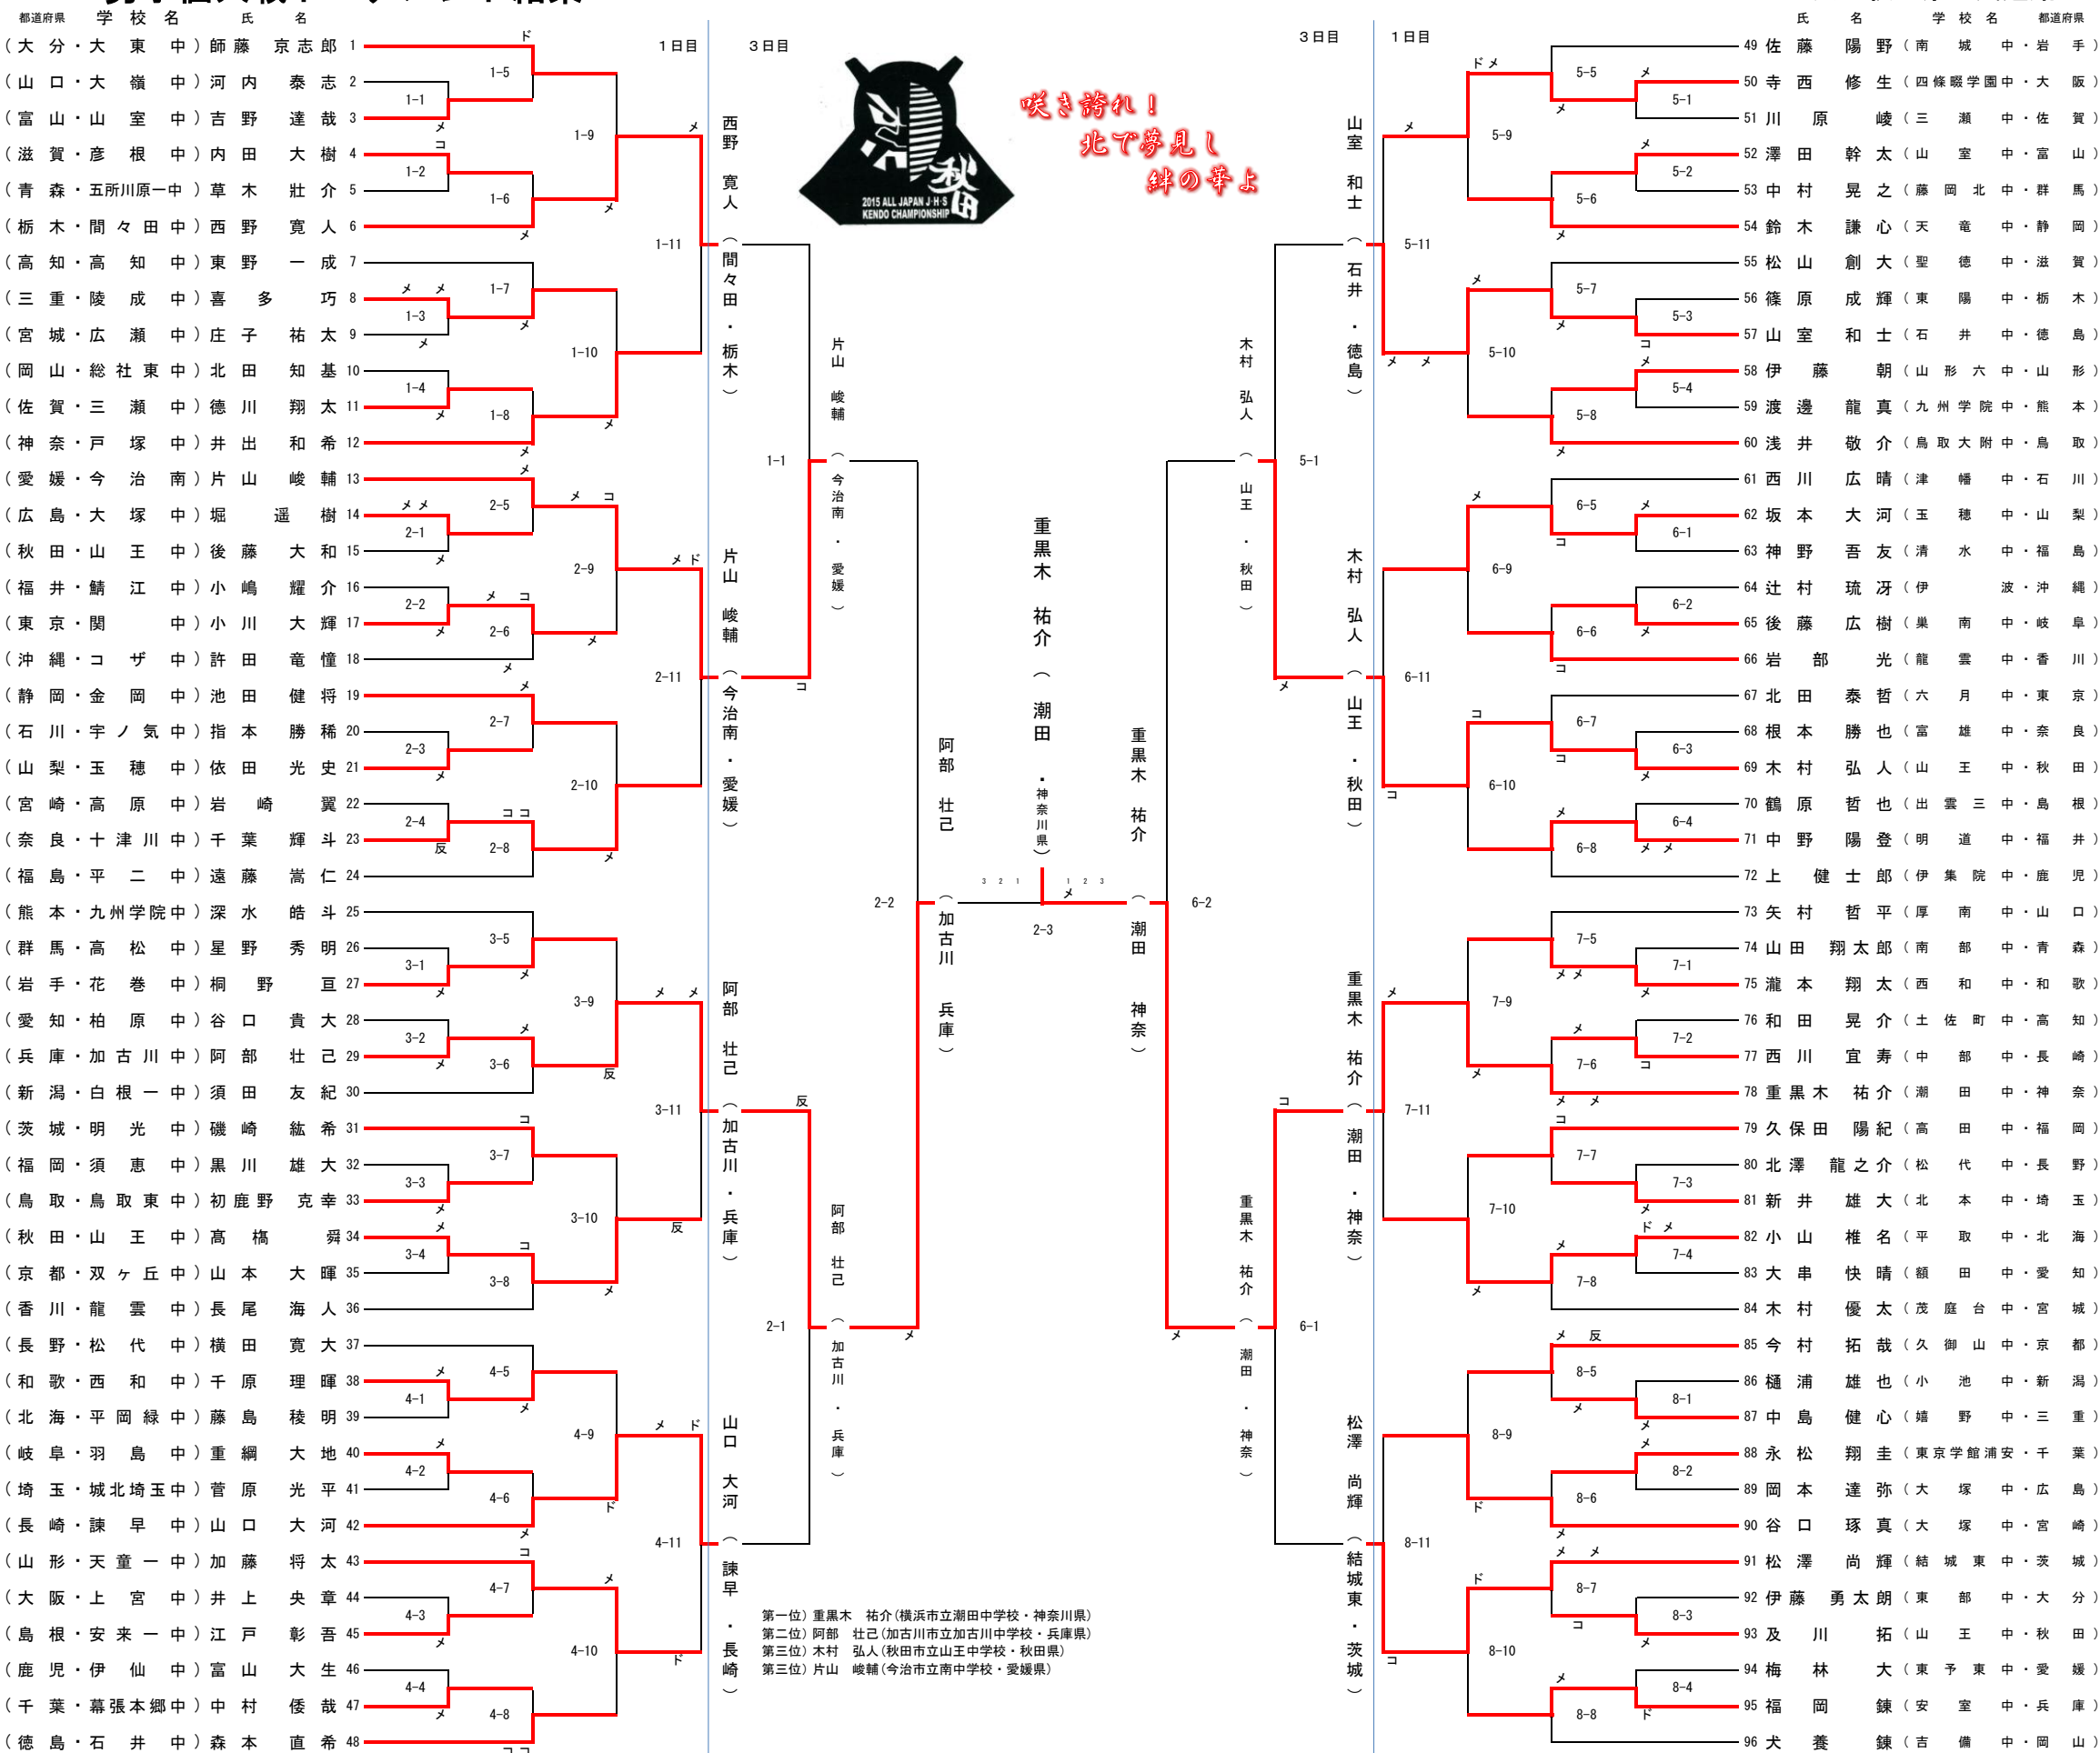 都道府県 学校名 氏名
(大分・大東中) 師藤 京志郎 1
(山口・大嶺中) 河内 泰志 2
(富山・山室中) 吉野 達哉 3
(滋賀・彦根中) 内田 大樹 4
(青森・五所川原一中) 草木 壯介 5
(栃木・間々田中) 西野 寛人 6
(高知・高知中) 東野 一成 7
(三重・陵成中) 喜多 巧 8
(宮城・広瀬中) 庄子 祐太 9
(岡山・総社東中) 北田 知基 10
(佐賀・三瀬中) 德川 翔太 11
(神奈・戸塚中) 井出 和希 12
(愛媛・今治南) 片山 峻輔 13
(広島・大塚中) 堀 遥樹 14
(秋田・山王中) 後藤 大和 15
(福井・鯖江中) 小嶋 耀介 16
(東京・関中) 小川 大輝 17
(沖縄・コザ中) 許田 竜憧 18
(静岡・金岡中) 池田 健将 19
(石川・宇ノ気中) 指本 勝稀 20
(山梨・玉穂中) 依田 光史 21
(宮崎・高原中) 岩崎 翼 22
(奈良・十津川中) 千葉 輝斗 23
(福島・平二中) 遠藤 嵩仁 24
(熊本・九州学院中) 深水 皓斗 25
(群馬・高松中) 星野 秀明 26
(岩手・花巻中) 桐野 亘 27
(愛知・柏原中) 谷口 貴大 28
(兵庫・加古川中) 阿部 壮己 29
(新潟・白根一中) 須田 友紀 30
(茨城・明光中) 磯崎 紘希 31
(福岡・須恵中) 黒川 雄大 32
(鳥取・鳥取東中) 初鹿野 克幸 33
(秋田・山王中) 髙橋 舜 34
(京都・双ヶ丘中) 山本 大暉 35
(香川・龍雲中) 長尾 海人 36
(長野・松代中) 横田 寛大 37
(和歌・西和中) 千原 理暉 38
(北海・平岡緑中) 藤島 稜明 39
(岐阜・羽島中) 重綱 大地 40
(埼玉・城北埼玉中) 菅原 光平 41
(長崎・諫早中) 山口 大河 42
(山形・天童一中) 加藤 将太 43
(大阪・上宮中) 井上 央章 44
(島根・安来一中) 江戸 彰吾 45
(鹿児・伊仙中) 富山 大生 46
(千葉・幕張本郷中) 中村 倭哉 47
(徳島・石井中) 森本 直希 48
1日目 3日目
西野 寛人(間々田・栃木)
片山 峻輔(今治南・愛媛)
阿部 壮己(加古川・兵庫)
山口 大河(諫早・長崎)
片山 峻輔(今治南・愛媛)
阿部 壮己(加古川・兵庫)
阿部 壮己(加古川 兵庫)
2015 ALL JAPAN J·H·S
KENDO CHAMPIONSHIP
秋田
咲き誇れ!
北で夢見し
絆の華よ
重黒木 祐介(潮田・神奈川県)
3 2 1 1 2 3
2-3
重黒木 祐介(潮田 神奈)
木村 弘人(山王・秋田)
重黒木 祐介(潮田・神奈)
山室 和士(石井・徳島)
木村 弘人(山王・秋田)
重黒木 祐介(潮田・神奈)
松澤 尚輝(結城東・茨城)
第一位)重黒木 祐介(横浜市立潮田中学校・神奈川県)
第二位)阿部 壮己(加古川市立加古川中学校・兵庫県)
第三位)木村 弘人(秋田市立山王中学校・秋田県)
第三位)片山 峻輔(今治市立南中学校・愛媛県)
3日目 1日目
氏名 学校名 都道府県
49 佐藤 陽野 (南城中・岩手)
50 寺西 修生 (四條畷学園中・大阪)
51 川原 崚 (三瀬中・佐賀)
52 澤田 幹太 (山室中・富山)
53 中村 晃之 (藤岡北中・群馬)
54 鈴木 謙心 (天竜中・静岡)
55 松山 創大 (聖徳中・滋賀)
56 篠原 成輝 (東陽中・栃木)
57 山室 和士 (石井中・徳島)
58 伊藤 朝 (山形六中・山形)
59 渡邊 龍真 (九州学院中・熊本)
60 浅井 敬介 (鳥取大附中・鳥取)
61 西川 広晴 (津幡中・石川)
62 坂本 大河 (玉穂中・山梨)
63 神野 吾友 (清水中・福島)
64 辻村 琉冴 (伊波・沖縄)
65 後藤 広樹 (巣南中・岐阜)
66 岩部 光 (龍雲中・香川)
67 北田 泰哲 (六月中・東京)
68 根本 勝也 (富雄中・奈良)
69 木村 弘人 (山王中・秋田)
70 鶴原 哲也 (出雲三中・島根)
71 中野 陽登 (明道中・福井)
72 上 健士郎 (伊集院中・鹿児)
73 矢村 哲平 (厚南中・山口)
74 山田 翔太郎 (南部中・青森)
75 瀧本 翔太 (西和中・和歌)
76 和田 晃介 (土佐町中・高知)
77 西川 宜寿 (中部中・長崎)
78 重黒木 祐介 (潮田中・神奈)
79 久保田 陽紀 (高田中・福岡)
80 北澤 龍之介 (松代中・長野)
81 新井 雄大 (北本中・埼玉)
82 小山 椎名 (平取中・北海)
83 大串 快晴 (額田中・愛知)
84 木村 優太 (茂庭台中・宮城)
85 今村 拓哉 (久御山中・京都)
86 樋浦 雄也 (小池中・新潟)
87 中島 健心 (嬉野中・三重)
88 永松 翔圭 (東京学館浦安・千葉)
89 岡本 達弥 (大塚中・広島)
90 谷口 琢真 (大塚中・宮崎)
91 松澤 尚輝 (結城東中・茨城)
92 伊藤 勇太朗 (東部中・大分)
93 及川 拓 (山王中・秋田)
94 梅林 大 (東予東中・愛媛)
95 福岡 錬 (安室中・兵庫)
96 犬養 錬 (吉備中・岡山)